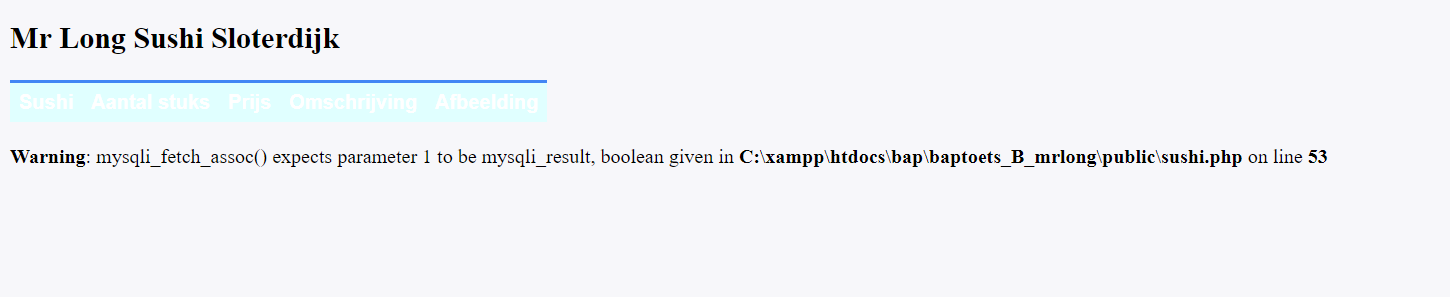 Mr Long Sushi Sloterdijk
Sushi Aantal stuks Prijs Omschrijving Afbeelding
Warning: mysqli_fetch_assoc() expects parameter 1 to be mysqli_result, boolean given in C:\xampp\htdocs\bap\baptoets_B_mrlong\public\sushi.php on line 53